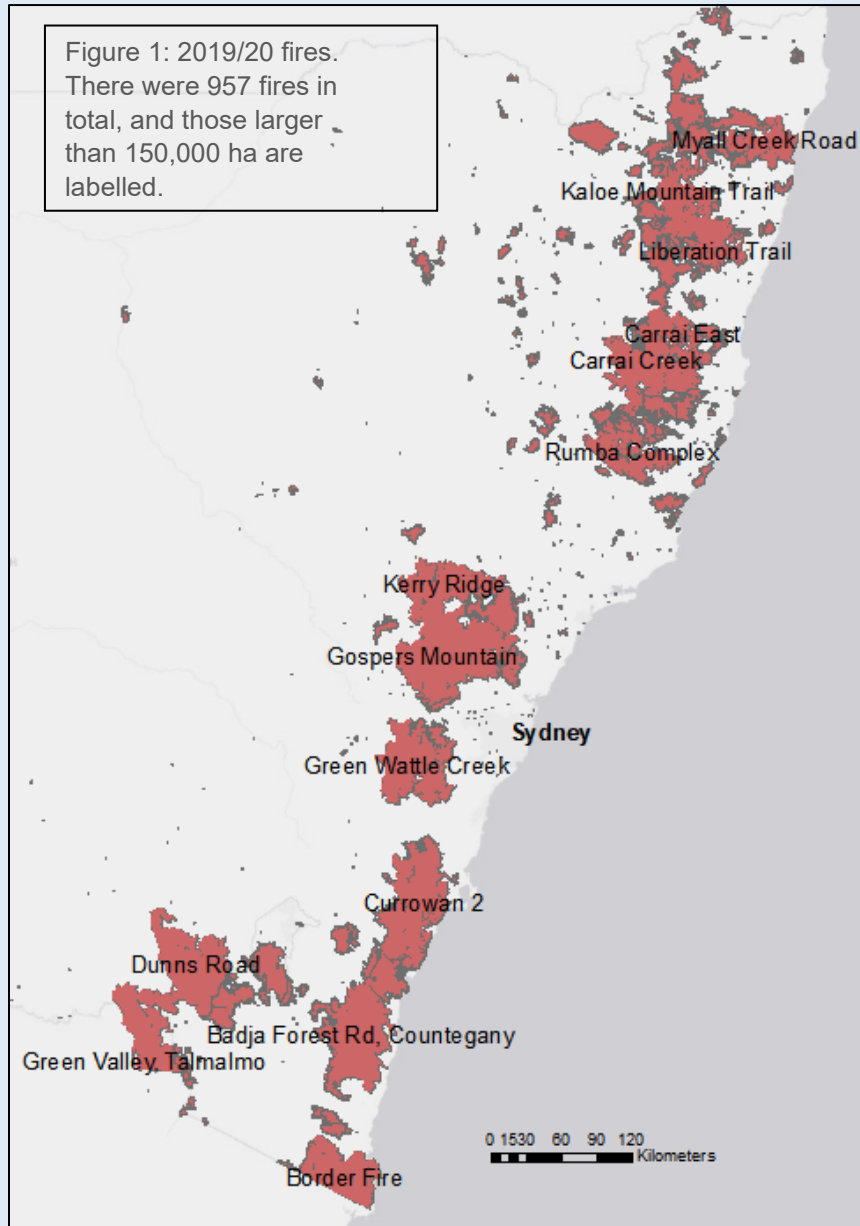 Figure 1: 2019/20 fires.
There were 957 fires in
total, and those larger
than 150,000 ha are
labelled.
Myall Creek Road
Kaloe Mountain Trail
Liberation Trail
Carrai East
Carrai Creek
Rumba Complex
Kerry Ridge
Gospers Mountain
Sydney
Green Wattle Creek
Currowan 2
Dunns Road
Badja Forest Rd, Countegany
Green Valley, Talmalmo
0 1530 60 90 120
Kilometers
Border Fire